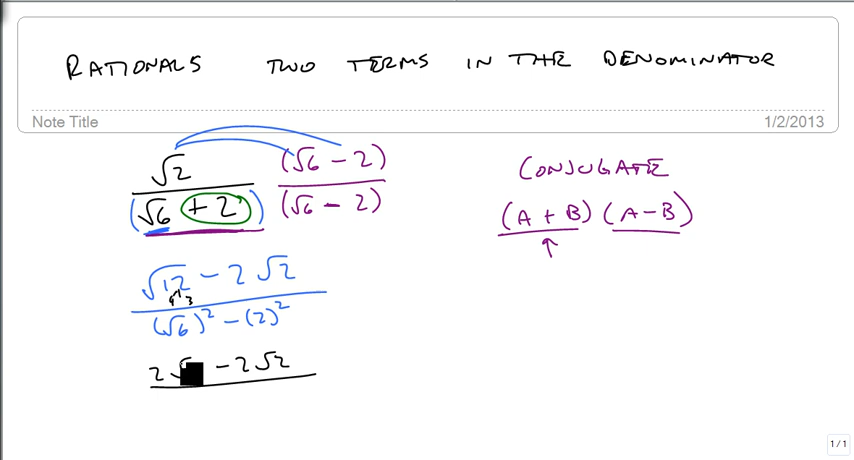 RATIONALS TWO TERMS IN THE DENOMINATOR
Note Title 1/2/2013
√2 (√6 - 2)
(√6 + 2) (√6 - 2)
CONJUGATE
(A + B) (A - B)
√12 - 2√2
4 3
(√6)² - (2)²
2√ - 2√2
1 / 1